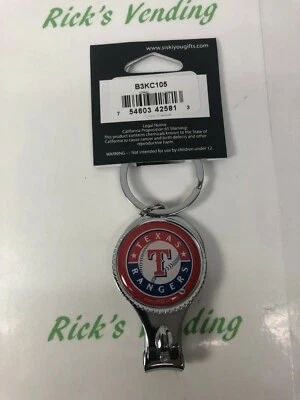 Rick's Vending
www.siskiyougifts.com
B3KC105
7 54603 42581 3
Legal Notice
California Proposition 65 Warning:
This product contains chemicals known to the State of
California to cause cancer and birth defects and other
reproductive harm.
WARNING - Not intended for use by children under 12.
TEXAS
T
RANGERS
Rick's Vending